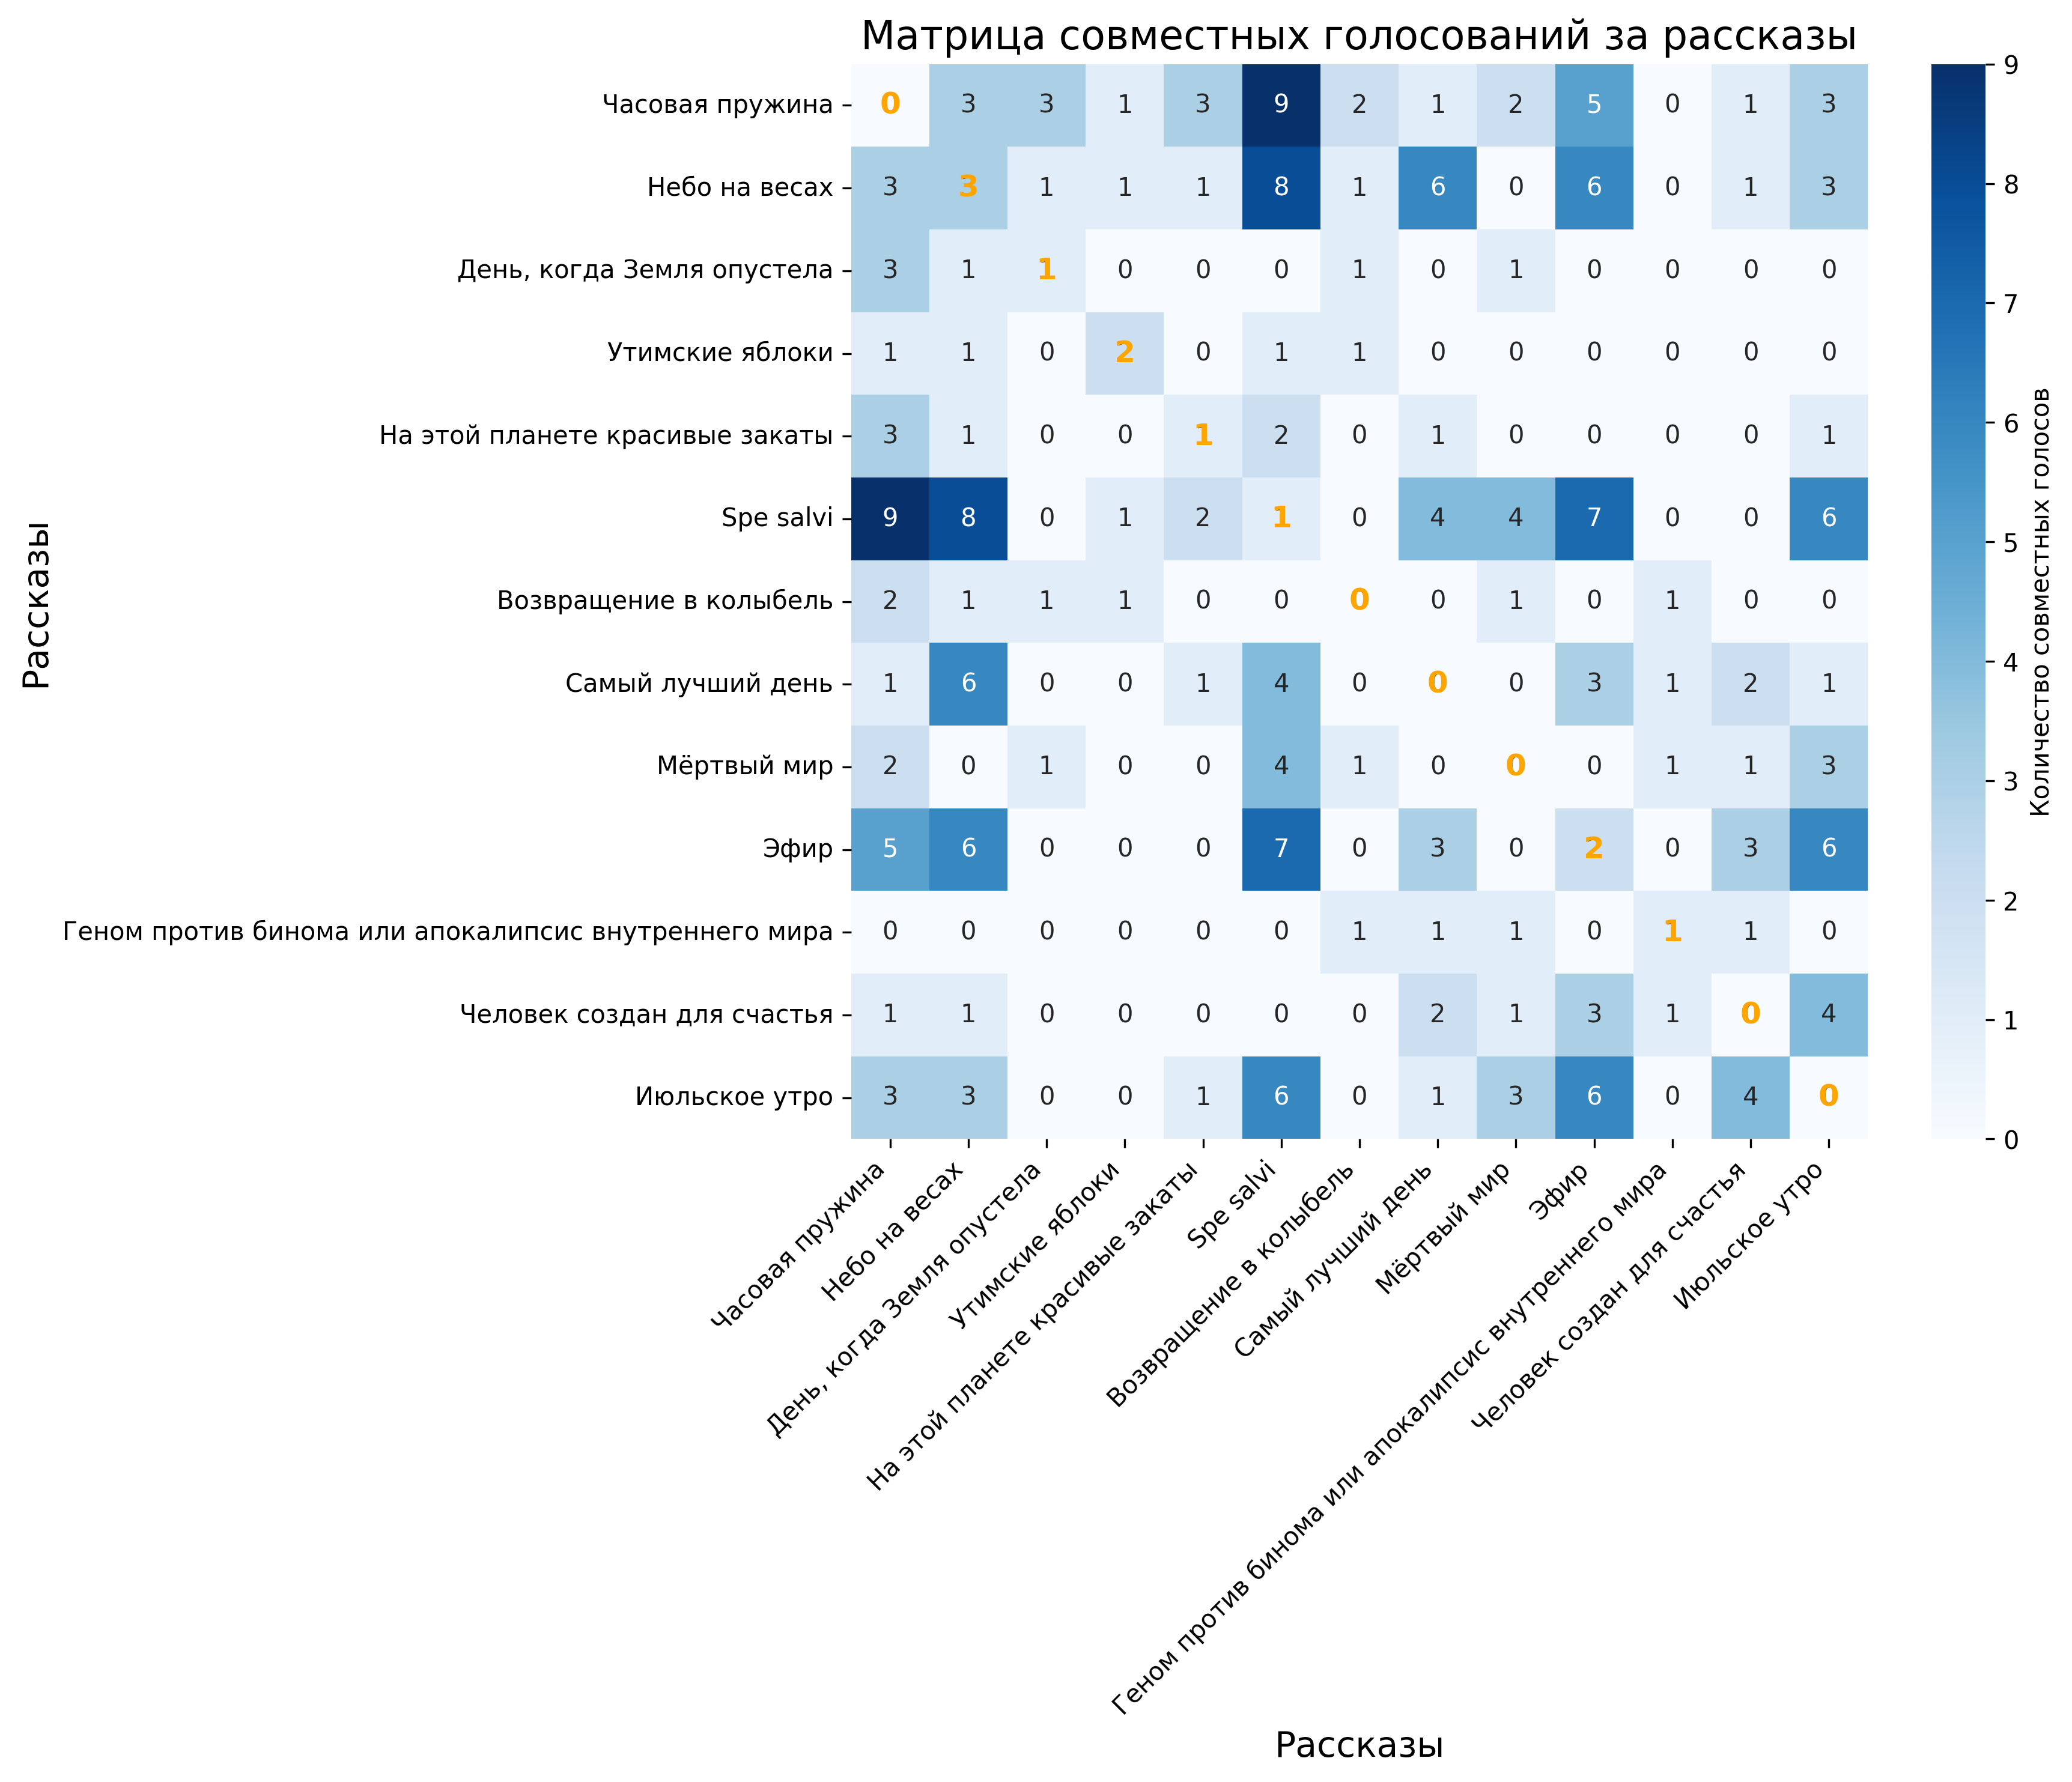 Матрица совместных голосований за рассказы
Часовая пружина 0 3 3 1 3 9 2 1 2 5 0 1 3
Небо на весах 3 3 1 1 1 8 1 6 0 6 0 1 3
День, когда Земля опустела 3 1 1 0 0 0 1 0 1 0 0 0 0
Утимские яблоки 1 1 0 2 0 1 1 0 0 0 0 0 0
На этой планете красивые закаты 3 1 0 0 1 2 0 1 0 0 0 0 1
Spe salvi 9 8 0 1 2 1 0 4 4 7 0 0 6
Возвращение в колыбель 2 1 1 1 0 0 0 0 1 0 1 0 0
Самый лучший день 1 6 0 0 1 4 0 0 0 3 1 2 1
Мёртвый мир 2 0 1 0 0 4 1 0 0 0 1 1 3
Эфир 5 6 0 0 0 7 0 3 0 2 0 3 6
Геном против бинома или апокалипсис внутреннего мира 0 0 0 0 0 0 1 1 1 0 1 1 0
Человек создан для счастья 1 1 0 0 0 0 0 2 1 3 1 0 4
Июльское утро 3 3 0 0 1 6 0 1 3 6 0 4 0
Рассказы
Часовая пружина
Небо на весах
День, когда Земля опустела
Утимские яблоки
На этой планете красивые закаты
Spe salvi
Возвращение в колыбель
Самый лучший день
Мёртвый мир
Эфир
Геном против бинома или апокалипсис внутреннего мира
Человек создан для счастья
Июльское утро
Рассказы
9
8
7
6
5
4
3
2
1
0
Количество совместных голосов